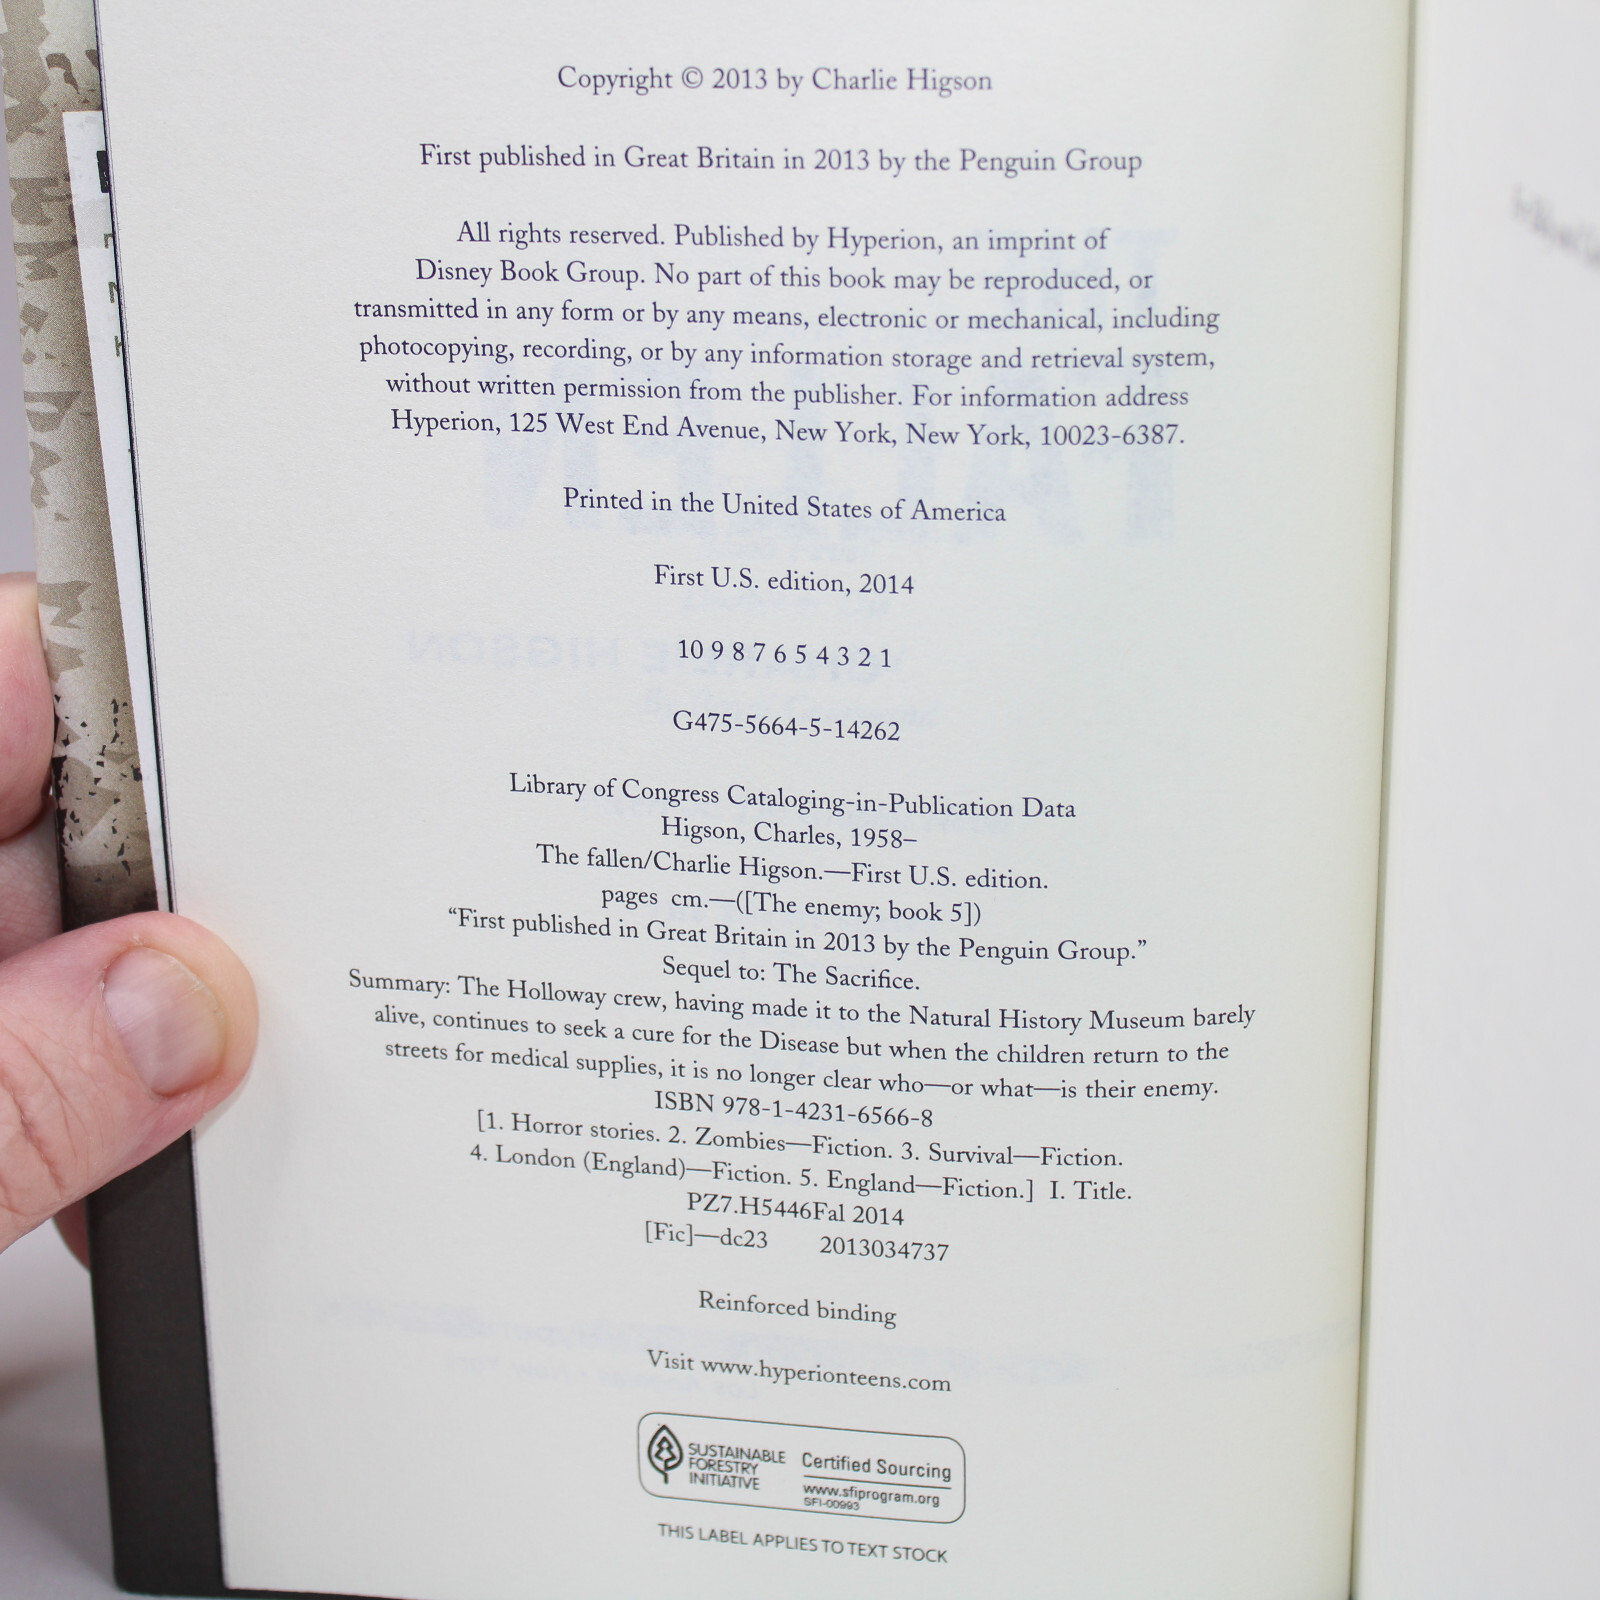 Copyright © 2013 by Charlie Higson
First published in Great Britain in 2013 by the Penguin Group
All rights reserved. Published by Hyperion, an imprint of
Disney Book Group. No part of this book may be reproduced, or
transmitted in any form or by any means, electronic or mechanical, including
photocopying, recording, or by any information storage and retrieval system,
without written permission from the publisher. For information address
Hyperion, 125 West End Avenue, New York, New York, 10023-6387.
Printed in the United States of America
First U.S. edition, 2014
10 9 8 7 6 5 4 3 2 1
G475-5664-5-14262
Library of Congress Cataloging-in-Publication Data
Higson, Charles, 1958–
The fallen/Charlie Higson.—First U.S. edition.
pages cm.—([The enemy; book 5])
“First published in Great Britain in 2013 by the Penguin Group.”
Sequel to: The Sacrifice.
Summary: The Holloway crew, having made it to the Natural History Museum barely
alive, continues to seek a cure for the Disease but when the children return to the
streets for medical supplies, it is no longer clear who—or what—is their enemy.
ISBN 978-1-4231-6566-8
[1. Horror stories. 2. Zombies—Fiction. 3. Survival—Fiction.
4. London (England)—Fiction. 5. England—Fiction.] I. Title.
PZ7.H5446Fal 2014
[Fic]—dc23 2013034737
Reinforced binding
Visit www.hyperionteens.com
SUSTAINABLE
FORESTRY
INITIATIVE
Certified Sourcing
www.sfiprogram.org
SFI-00993
THIS LABEL APPLIES TO TEXT STOCK